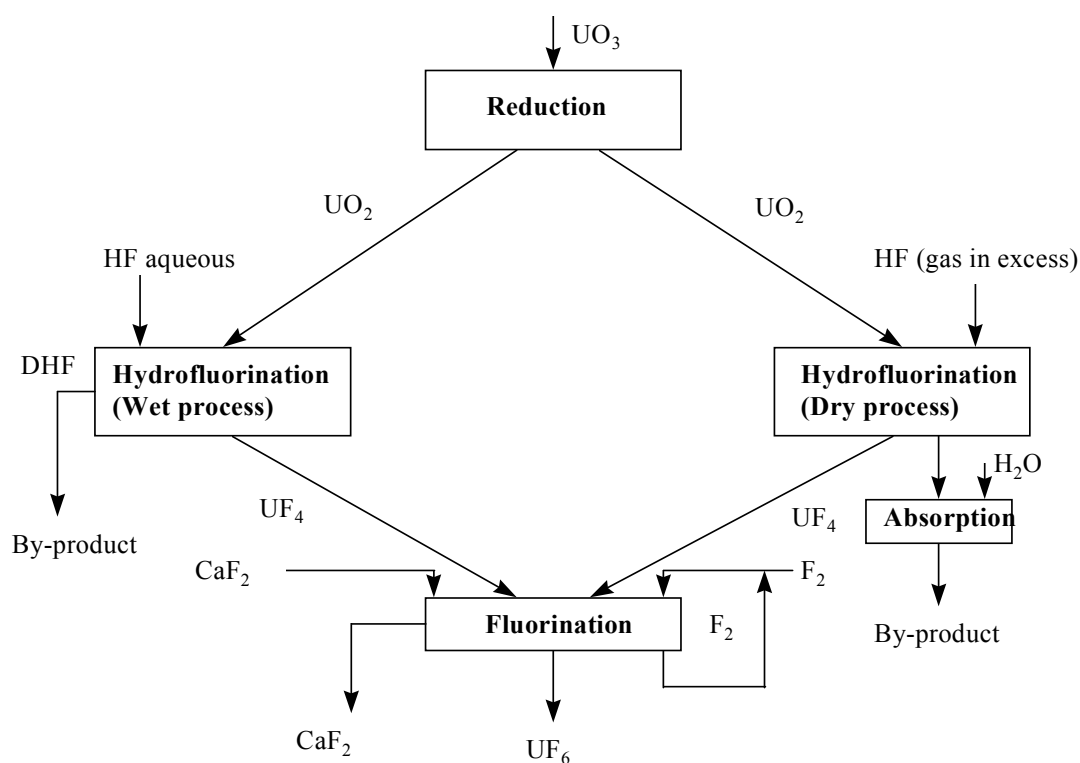 UO₃
Reduction
UO₂
UO₂
HF aqueous
HF (gas in excess)
DHF
Hydrofluorination
(Wet process)
Hydrofluorination
(Dry process)
H₂O
UF₄
UF₄
Absorption
By-product
CaF₂
F₂
Fluorination
F₂
By-product
CaF₂
UF₆